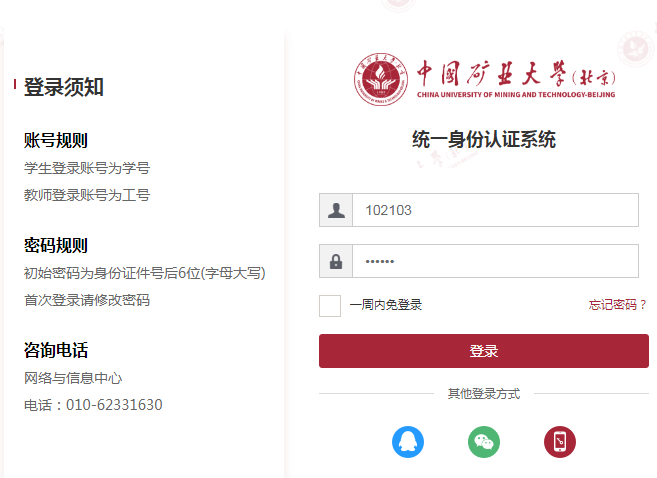 登录须知
账号规则
学生登录账号为学号
教师登录账号为工号
密码规则
初始密码为身份证件号后6位(字母大写)
首次登录请修改密码
咨询电话
网络与信息中心
电话：010-62331630
中国矿业大学(北京)
CHINA UNIVERSITY OF MINING AND TECHNOLOGY-BEIJING
统一身份认证系统
102103
••••••
一周内免登录
忘记密码？
登录
其他登录方式